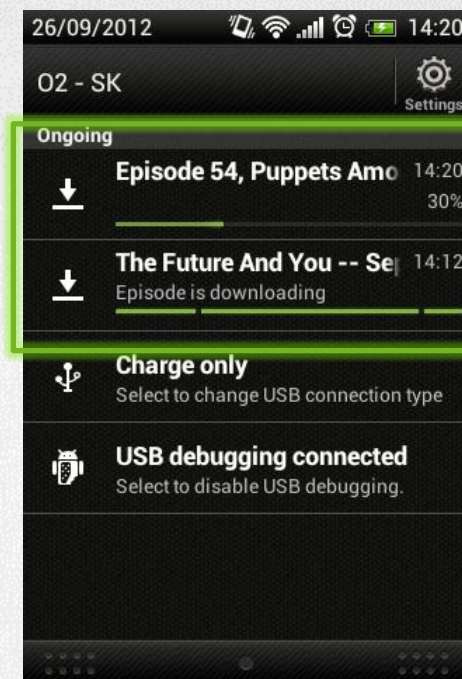 26/09/2012 14:20
O2 - SK
Settings
Ongoing
Episode 54, Puppets Amo 14:20
30%
The Future And You -- Se 14:12
Episode is downloading
Charge only
Select to change USB connection type
USB debugging connected
Select to disable USB debugging.